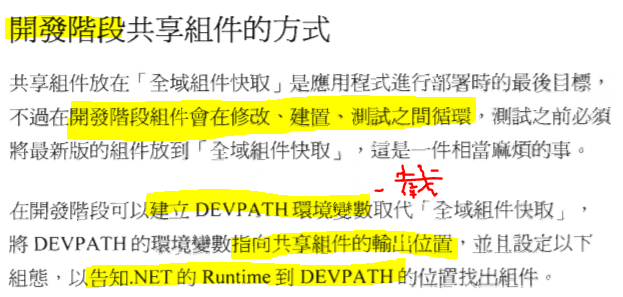 開發階段共享組件的方式
共享組件放在「全域組件快取」是應用程式進行部署時的最後目標，
不過在開發階段組件會在修改、建置、測試之間循環，測試之前必須
將最新版的組件放到「全域組件快取」，這是一件相當麻煩的事。
在開發階段可以建立 DEVPATH 環境變數取代「全域組件快取」，
將 DEVPATH 的環境變數指向共享組件的輸出位置，並且設定以下
組態，以告知.NET 的 Runtime 到 DEVPATH 的位置找出組件。